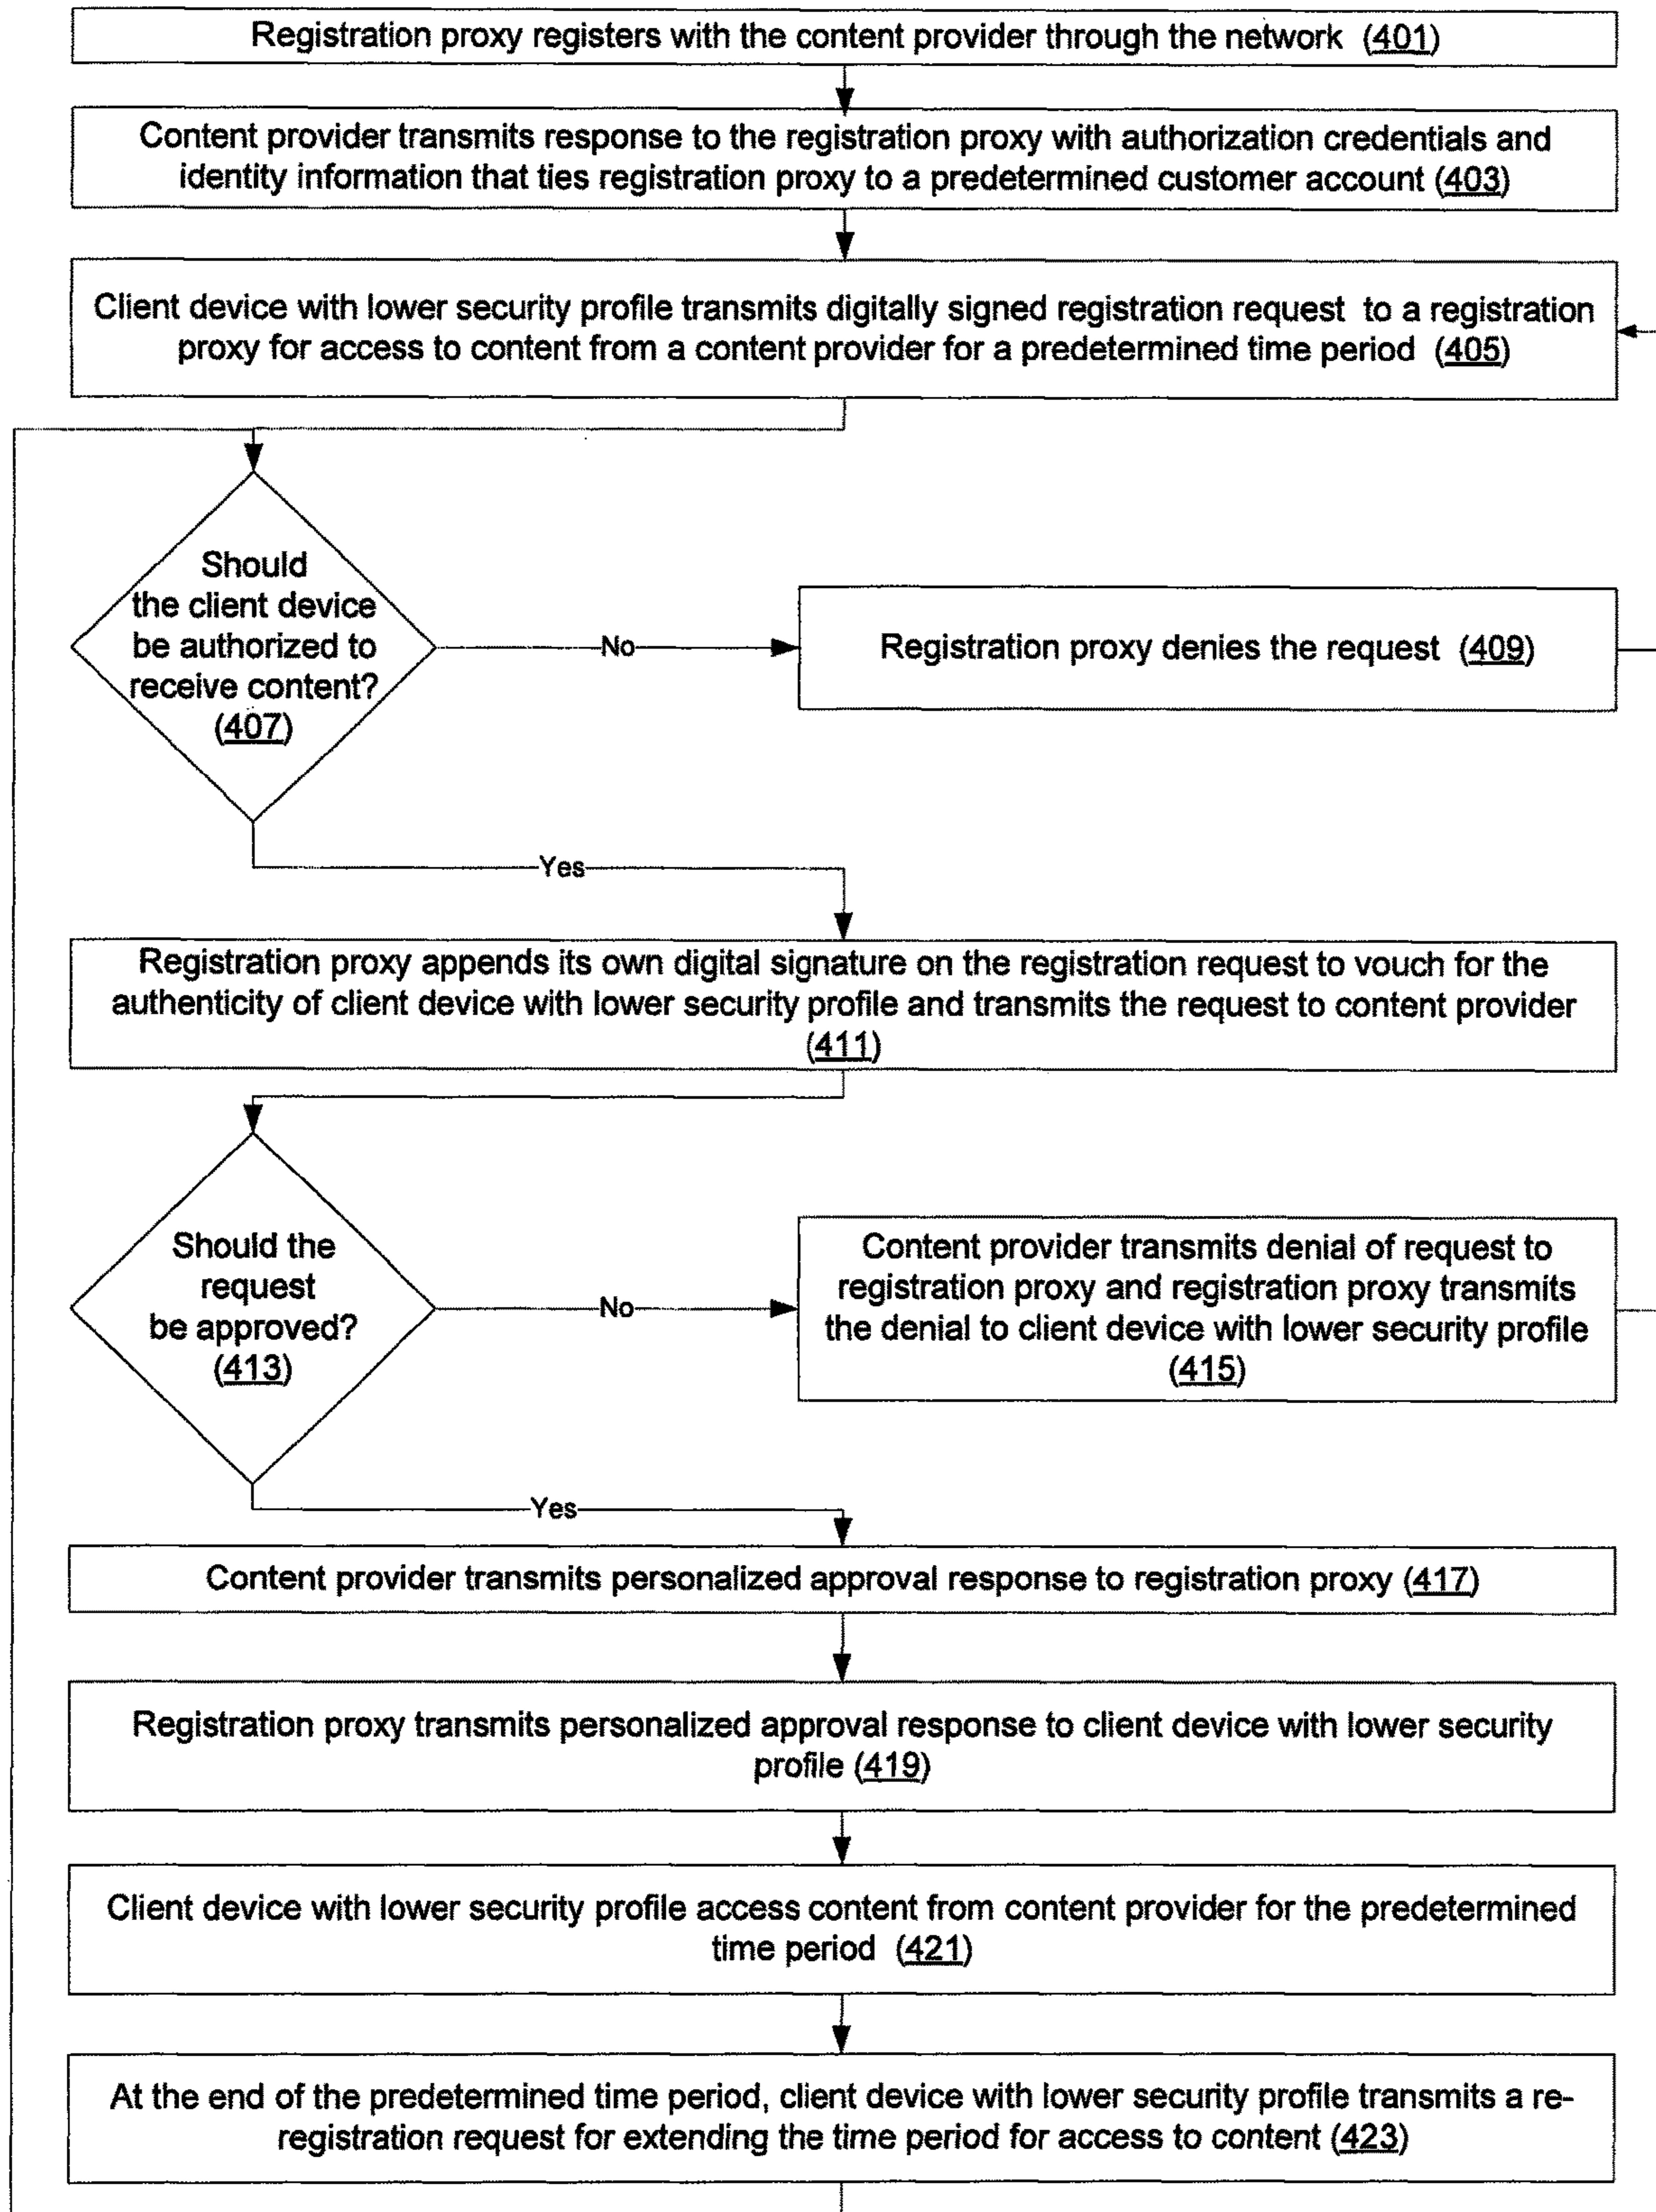 Registration proxy registers with the content provider through the network (401)
Content provider transmits response to the registration proxy with authorization credentials and
identity information that ties registration proxy to a predetermined customer account (403)
Client device with lower security profile transmits digitally signed registration request to a registration
proxy for access to content from a content provider for a predetermined time period (405)
Should
the client device
be authorized to
receive content?
(407)
No
Registration proxy denies the request (409)
Yes
Registration proxy appends its own digital signature on the registration request to vouch for the
authenticity of client device with lower security profile and transmits the request to content provider
(411)
Should the
request
be approved?
(413)
No
Content provider transmits denial of request to
registration proxy and registration proxy transmits
the denial to client device with lower security profile
(415)
Yes
Content provider transmits personalized approval response to registration proxy (417)
Registration proxy transmits personalized approval response to client device with lower security
profile (419)
Client device with lower security profile access content from content provider for the predetermined
time period (421)
At the end of the predetermined time period, client device with lower security profile transmits a re-
registration request for extending the time period for access to content (423)